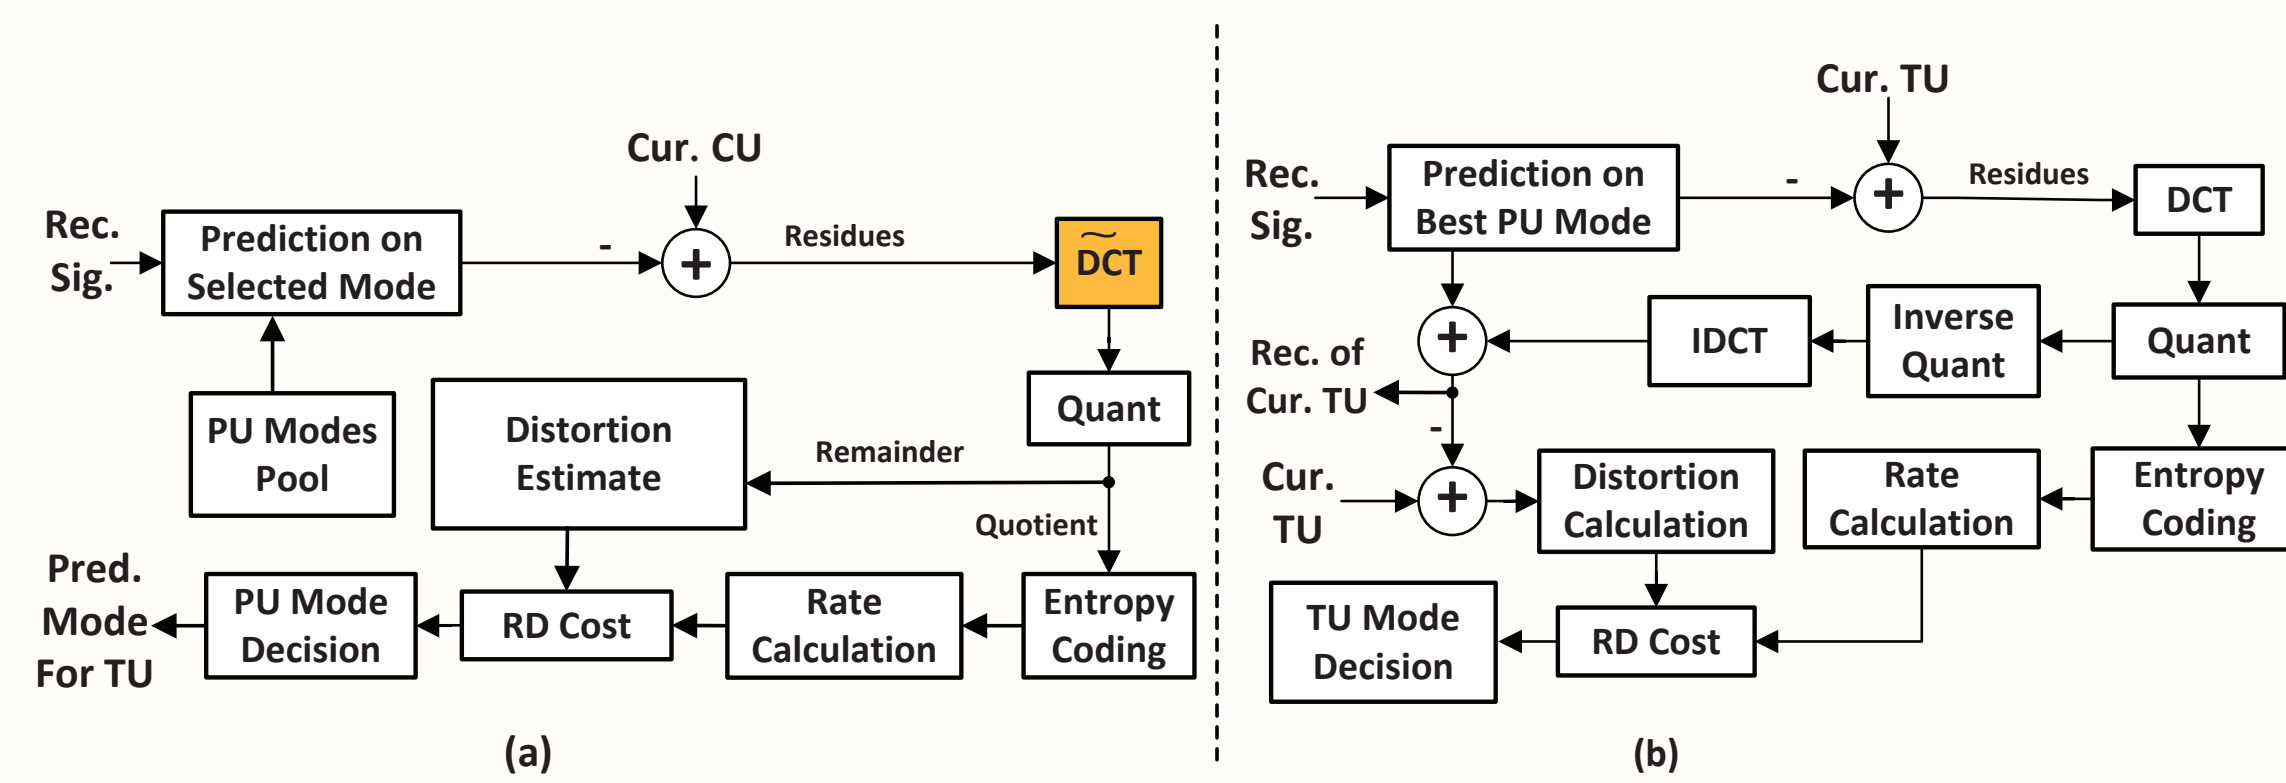 Cur. CU
Rec.
Sig.
Prediction on
Selected Mode
-
+
Residues
D͠CT
PU Modes
Pool
Distortion
Estimate
Remainder
Quant
Quotient
Pred.
Mode
For TU
PU Mode
Decision
RD Cost
Rate
Calculation
Entropy
Coding
(a)
Cur. TU
Rec.
Sig.
Prediction on
Best PU Mode
-
+
Residues
DCT
+
IDCT
Inverse
Quant
Quant
Rec. of
Cur. TU
-
Cur.
TU
+
Distortion
Calculation
Rate
Calculation
Entropy
Coding
TU Mode
Decision
RD Cost
(b)